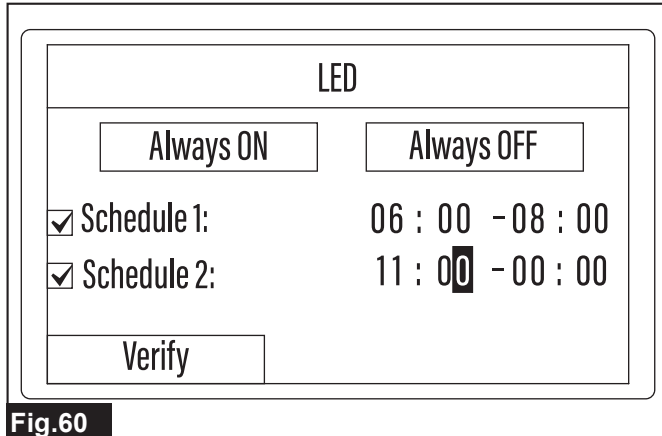 LED
Always ON Always OFF
Schedule 1: 06 : 00 -08 : 00
Schedule 2: 11 : 00 -00 : 00
Verify
Fig.60